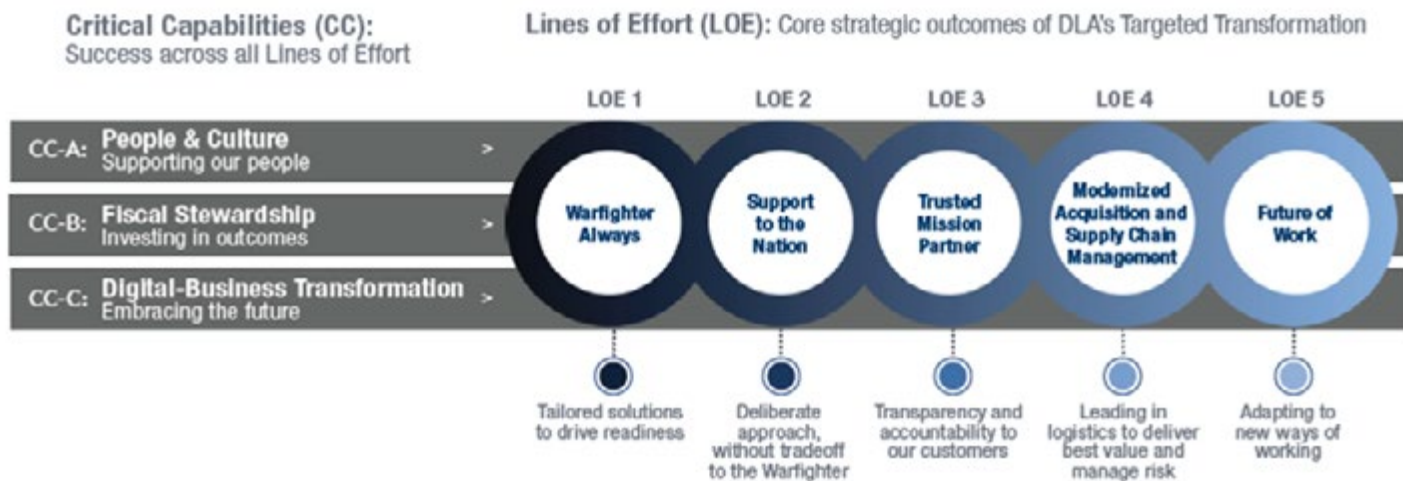 Critical Capabilities (CC):
Success across all Lines of Effort
Lines of Effort (LOE): Core strategic outcomes of DLA's Targeted Transformation
LOE 1
LOE 2
LOE 3
LOE 4
LOE 5
CC-A: People & Culture >
Supporting our people
CC-B: Fiscal Stewardship >
Investing in outcomes
CC-C: Digital-Business Transformation >
Embracing the future
Warfighter
Always
Support
to the
Nation
Trusted
Mission
Partner
Modernized
Acquisition and
Supply Chain
Management
Future of
Work
Tailored solutions
to drive readiness
Deliberate
approach,
without tradeoff
to the Warfighter
Transparency and
accountability to
our customers
Leading in
logistics to deliver
best value and
manage risk
Adapting to
new ways of
working